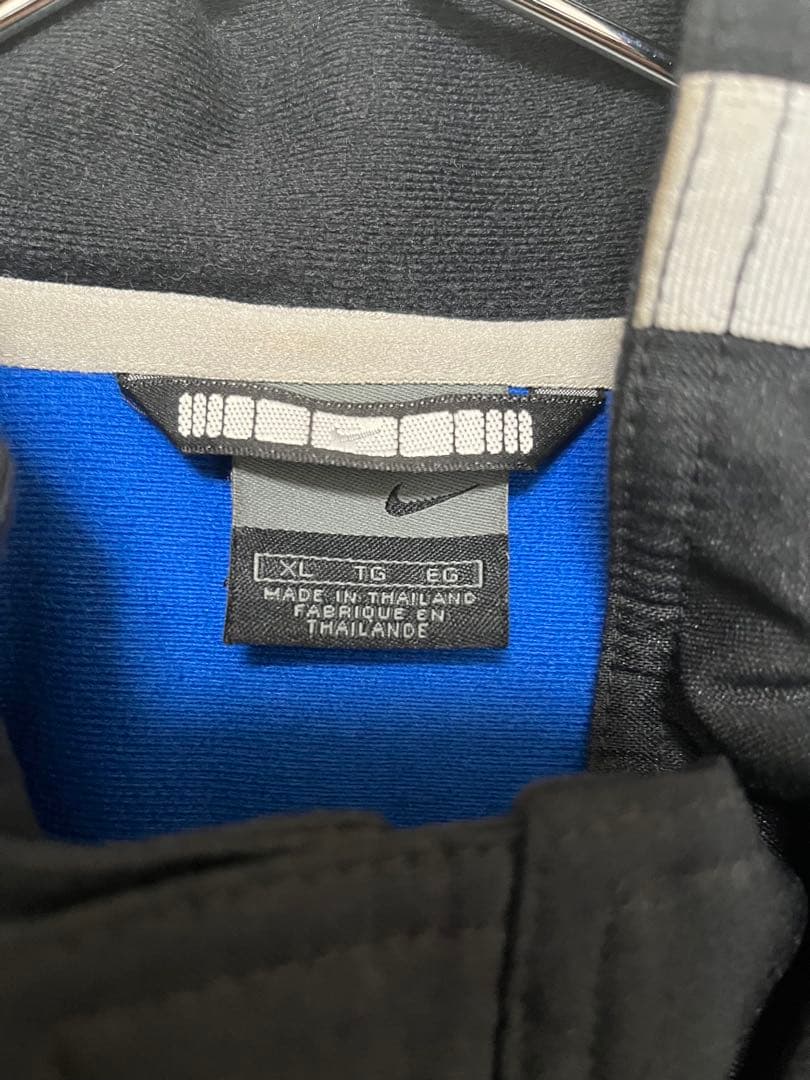 XL TG EG
MADE IN THAILAND
FABRIQUE EN
THAILANDE